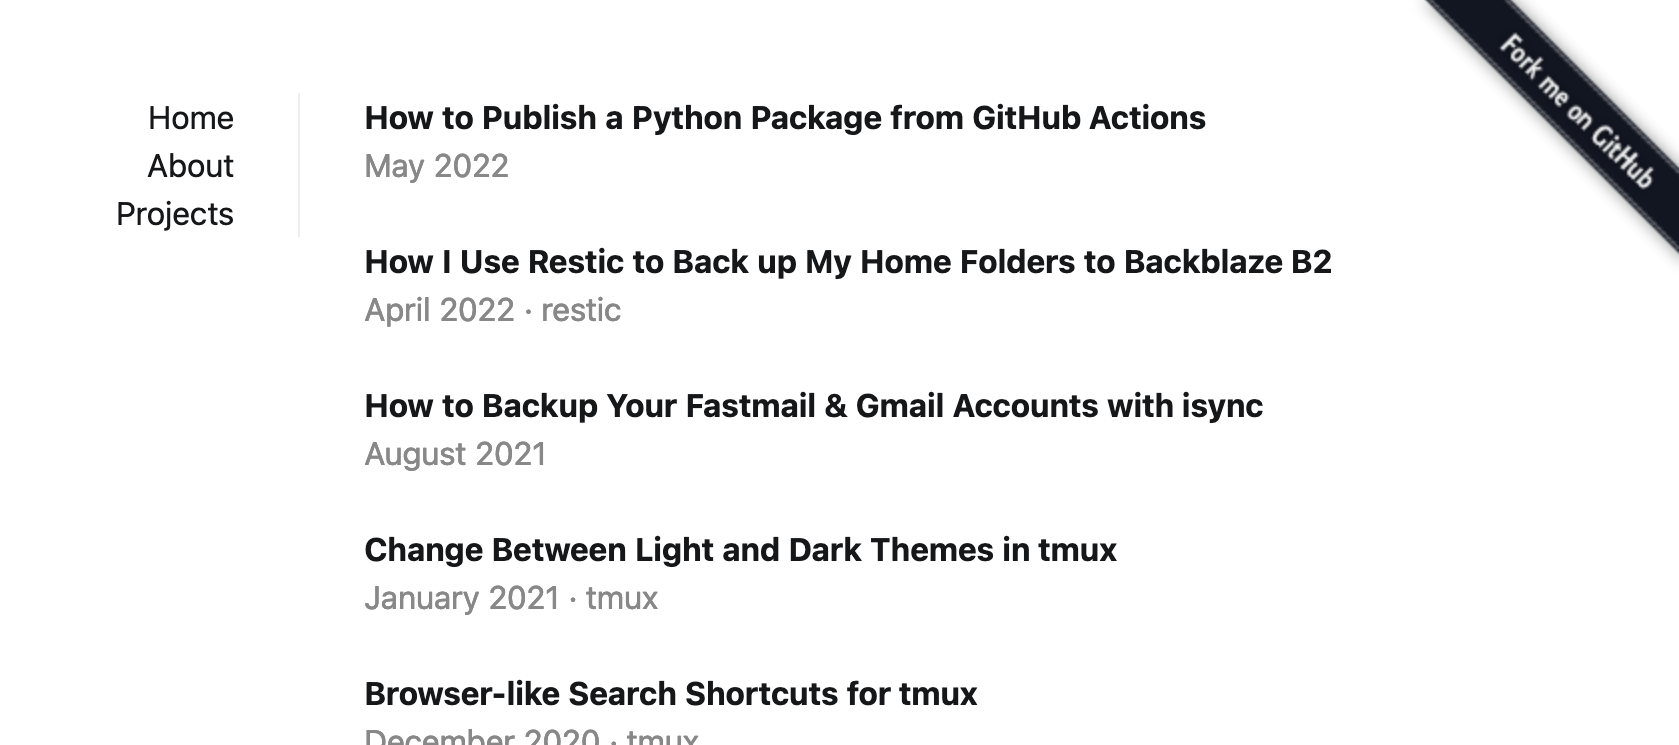 Home
About
Projects
How to Publish a Python Package from GitHub Actions
May 2022
How I Use Restic to Back up My Home Folders to Backblaze B2
April 2022 · restic
How to Backup Your Fastmail & Gmail Accounts with isync
August 2021
Change Between Light and Dark Themes in tmux
January 2021 · tmux
Browser-like Search Shortcuts for tmux
December 2020 · tmux
Fork me on GitHub